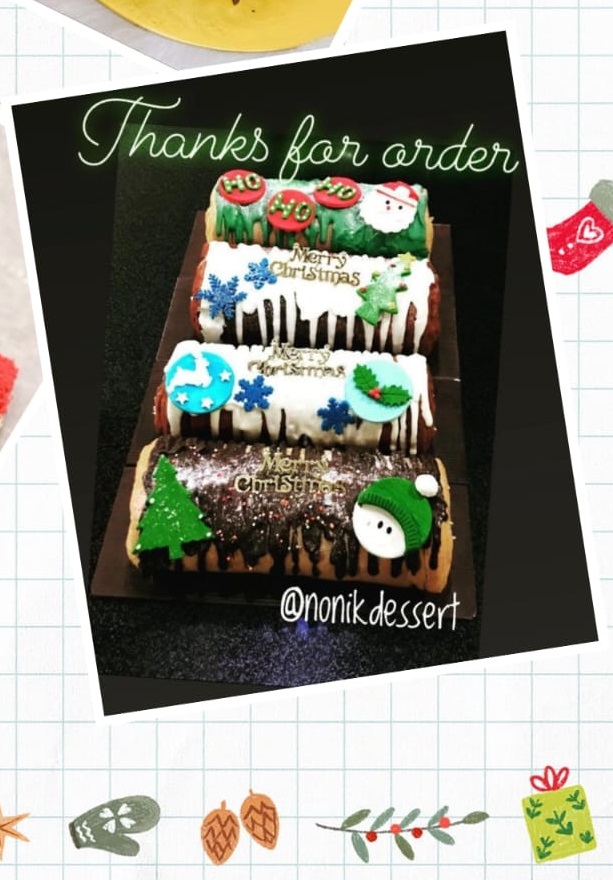 Thanks for order
HO
HO
HO
Merry
Christmas
Merry
Christmas
Merry
Christmas
@nonikdessert